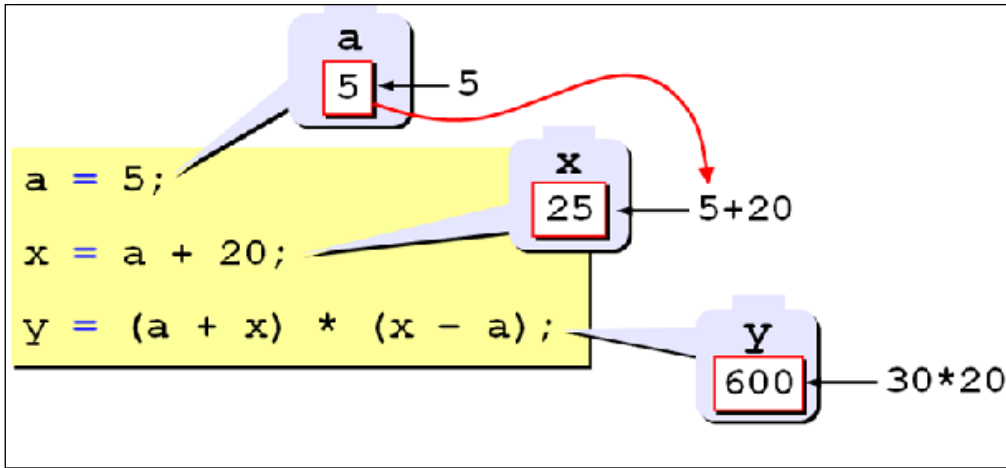 a
5 5
a = 5;
x
25 5+20
x = a + 20;
y = (a + x) * (x - a);
y
600 30*20